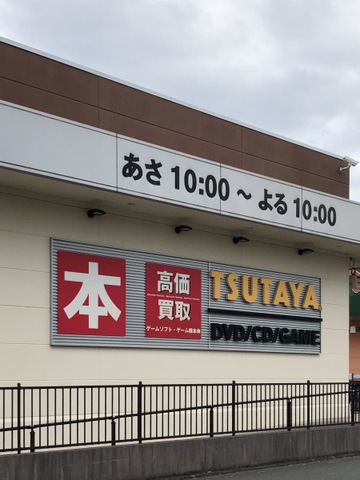 あさ 10:00 ~ よる 10:00
本
高価
買取
ゲームソフト・ゲーム機本体
TSUTAYA
DVD/CD/GAME